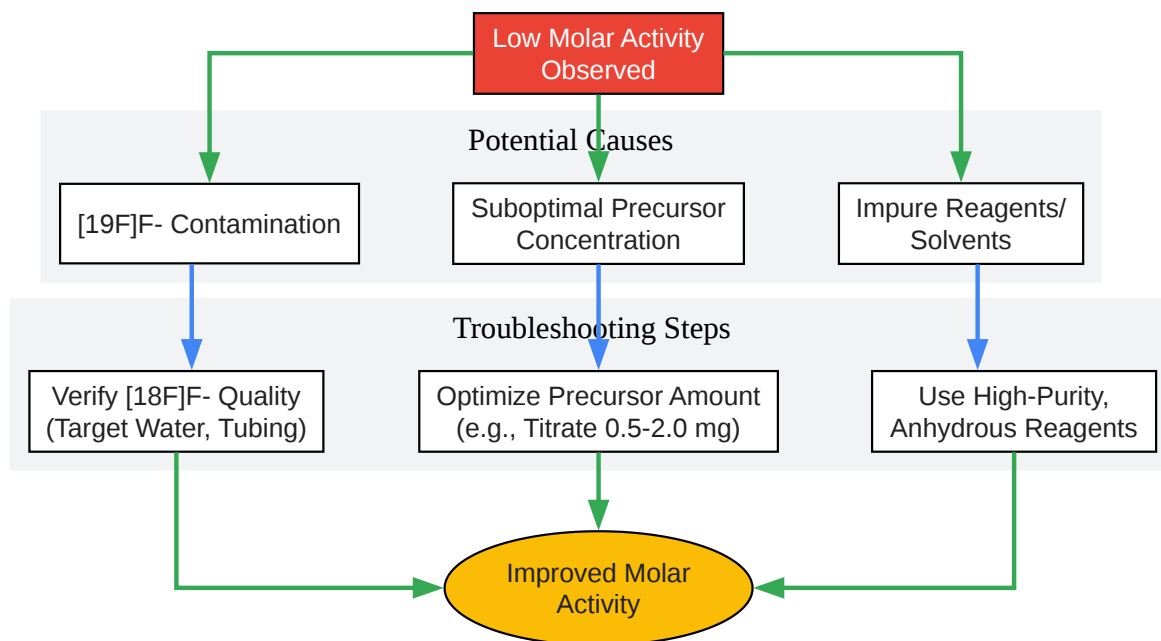 Low Molar Activity
Observed
Potential Causes
[19F]F- Contamination
Suboptimal Precursor
Concentration
Impure Reagents/
Solvents
Troubleshooting Steps
Verify [18F]F- Quality
(Target Water, Tubing)
Optimize Precursor Amount
(e.g., Titrate 0.5-2.0 mg)
Use High-Purity,
Anhydrous Reagents
Improved Molar
Activity